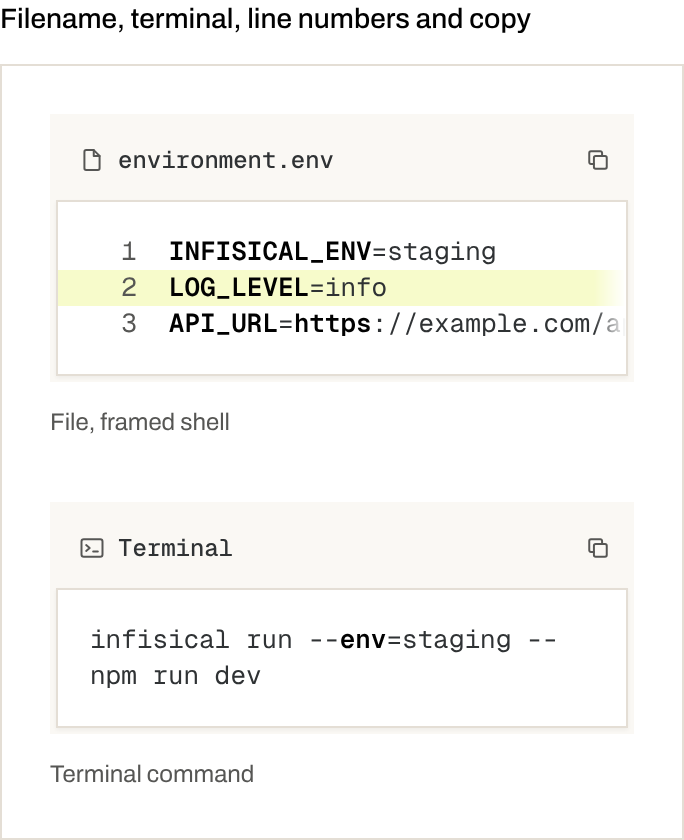 Filename, terminal, line numbers and copy
environment.env
1 INFISICAL_ENV=staging
2 LOG_LEVEL=info
3 API_URL=https://example.com/a
File, framed shell
Terminal
infisical run --env=staging --
npm run dev
Terminal command